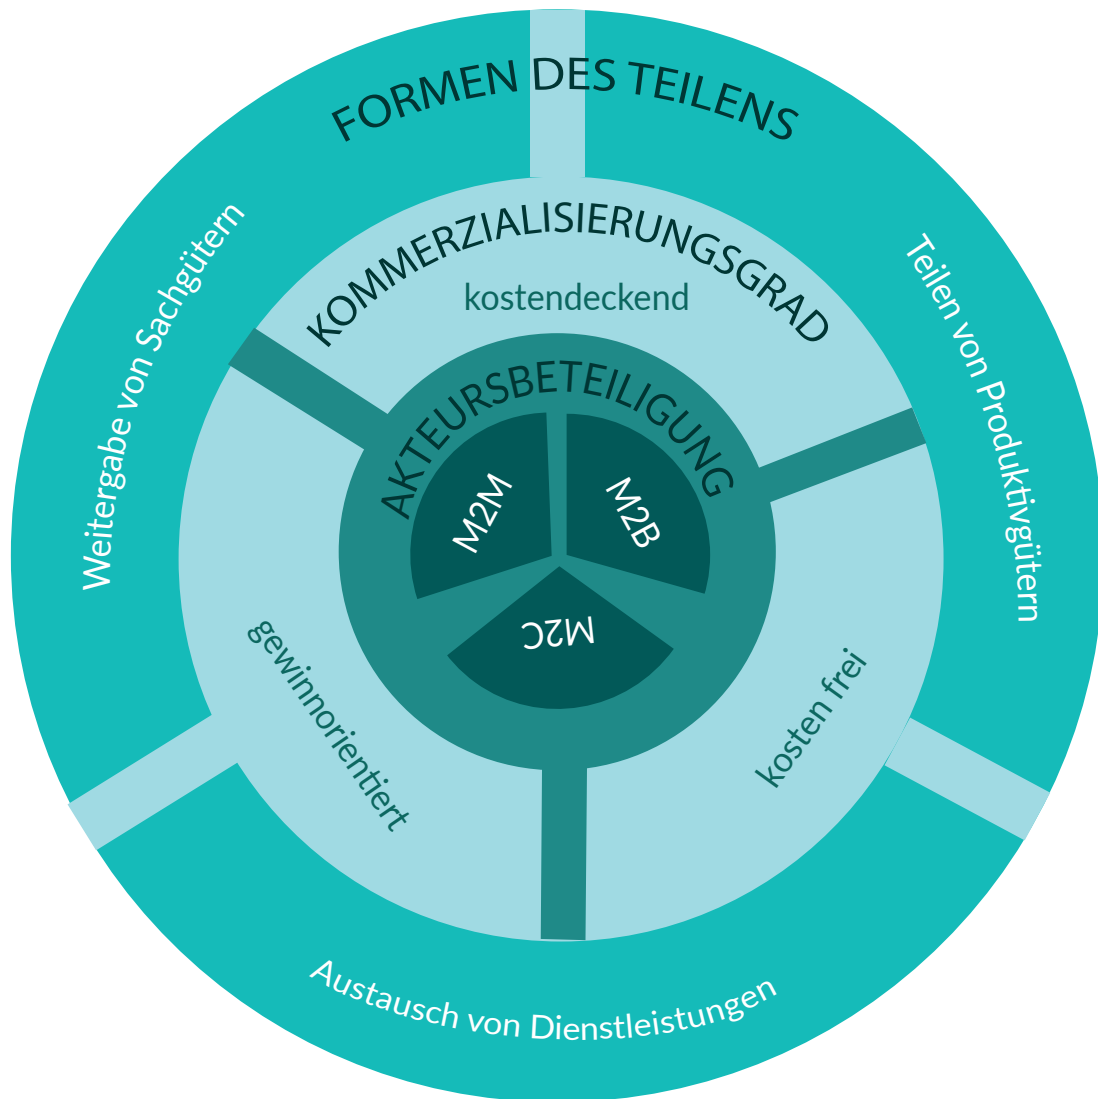 FORMEN DES TEILENS
Weitergabe von Sachgütern
Teilen von Produktivgütern
Austausch von Dienstleistungen
KOMMERZIALISIERUNGSGRAD
kostendeckend
gewinnorientiert
kosten frei
AKTEURSBETEILIGUNG
M2M
M2B
M2C